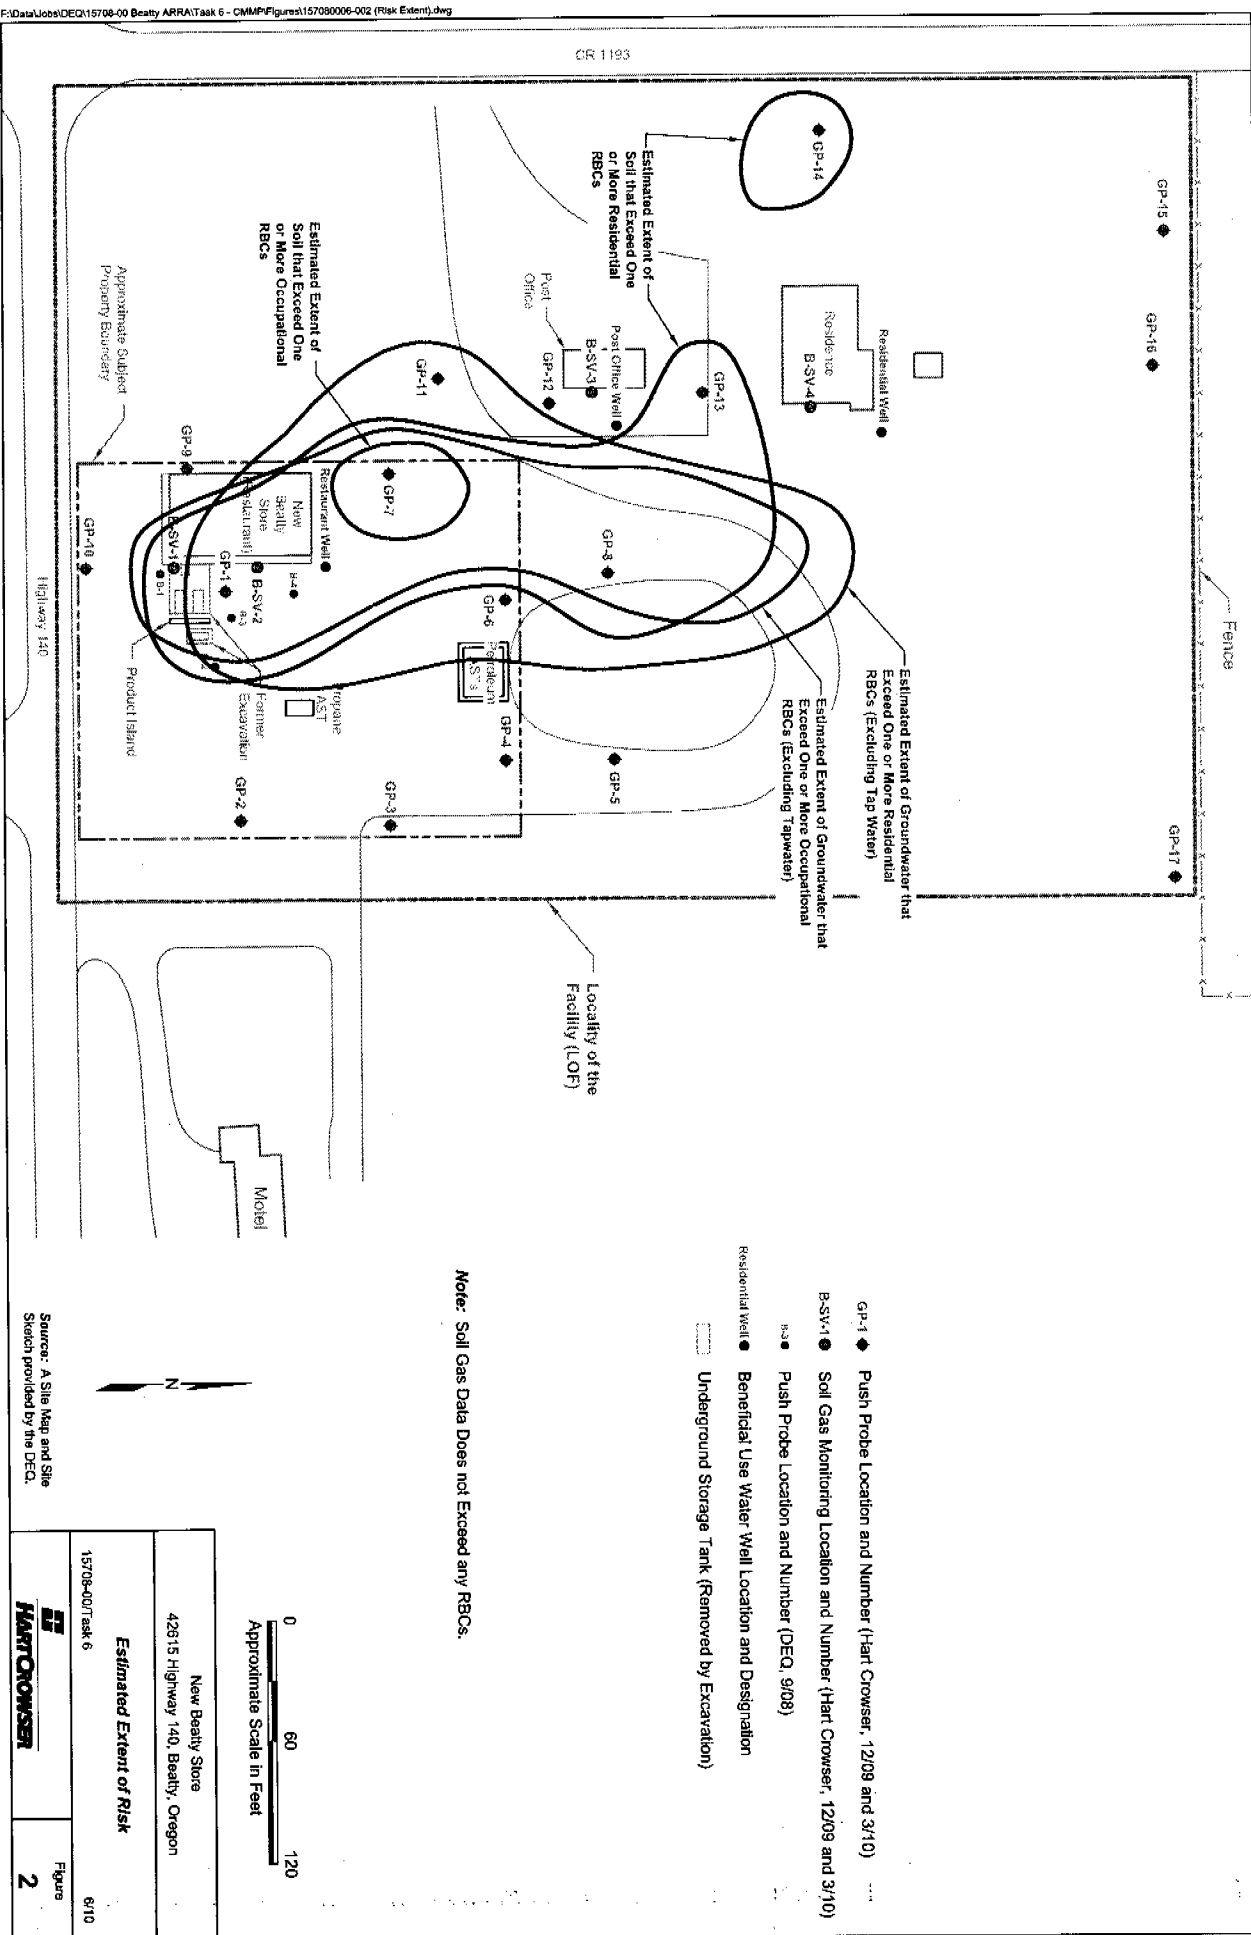 F:\Data\Jobs\DEQ\15708-00 Beatty ARRA\Task 6 - CMMP\Figures\157080006-002 (Risk Extent).dwg
CR 1193
Fence
GP-15
GP-16
GP-17
GP-14
Estimated Extent of
Soil that Exceed One
or More Residential
RBCs
Residential Well
Residence
B-SV-4
GP-13
Post Office Well
B-SV-3
Post
Office
GP-12
GP-11
Estimated Extent of
Soil that Exceed One
or More Occupational
RBCs
Approximate Subject
Property Boundary
GP-7
GP-8
GP-9
GP-10
Restaurant Well
New
Beatty
Store
(Restaurant)
B-SV-1
B-SV-2
GP-1
B-1
B-3
B-4
GP-6
Petroleum
ASTs
GP-4
GP-5
Propane
AST
Former
Excavation
Product Island
GP-2
GP-3
Highway 140
Estimated Extent of Groundwater that
Exceed One or More Residential
RBCs (Excluding Tap Water)
Estimated Extent of Groundwater that
Exceed One or More Occupational
RBCs (Excluding Tapwater)
Locality of the
Facility (LOF)
Motel
GP-1 Push Probe Location and Number (Hart Crowser, 12/09 and 3/10)
B-SV-1 Soil Gas Monitoring Location and Number (Hart Crowser, 12/09 and 3/10)
B-3 Push Probe Location and Number (DEQ, 9/08)
Residential Well Beneficial Use Water Well Location and Designation
Underground Storage Tank (Removed by Excavation)
Note: Soil Gas Data Does not Exceed any RBCs.
N
0 60 120
Approximate Scale in Feet
Source: A Site Map and Site
Sketch provided by the DEQ.
New Beatty Store
42615 Highway 140, Beatty, Oregon
Estimated Extent of Risk
15708-00/Task 6
6/10
HARTCROWSER
Figure
2